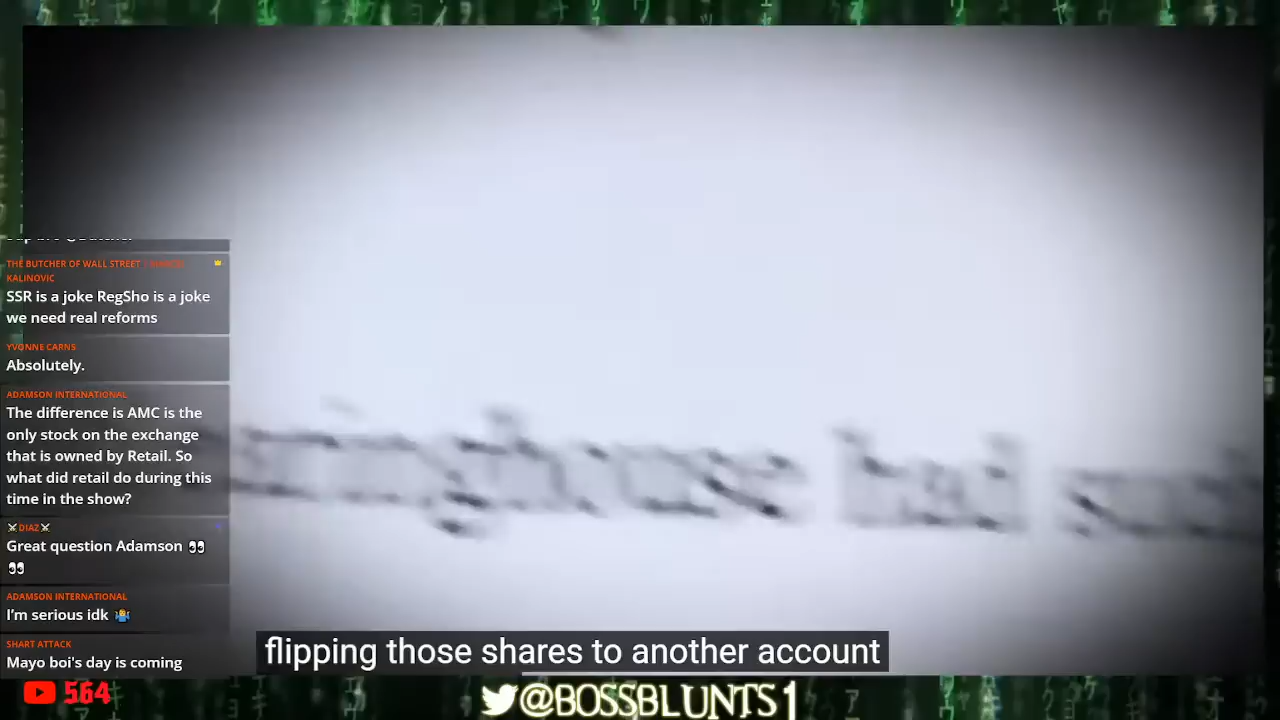 THE BUTCHER OF WALL STREET
KALINOVIC
SSR is a joke RegSho is a joke
we need real reforms
YVONNE CARNS
Absolutely.
ADAMSON INTERNATIONAL
The difference is AMC is the
only stock on the exchange
that is owned by Retail. So
what did retail do during this
time in the show?
⚔DIAZ⚔
Great question Adamson 👀
👀
ADAMSON INTERNATIONAL
I'm serious idk 🤷
SHART ATTACK
Mayo boi's day is coming
had
flipping those shares to another account
564
@BOSSBLUNTS1